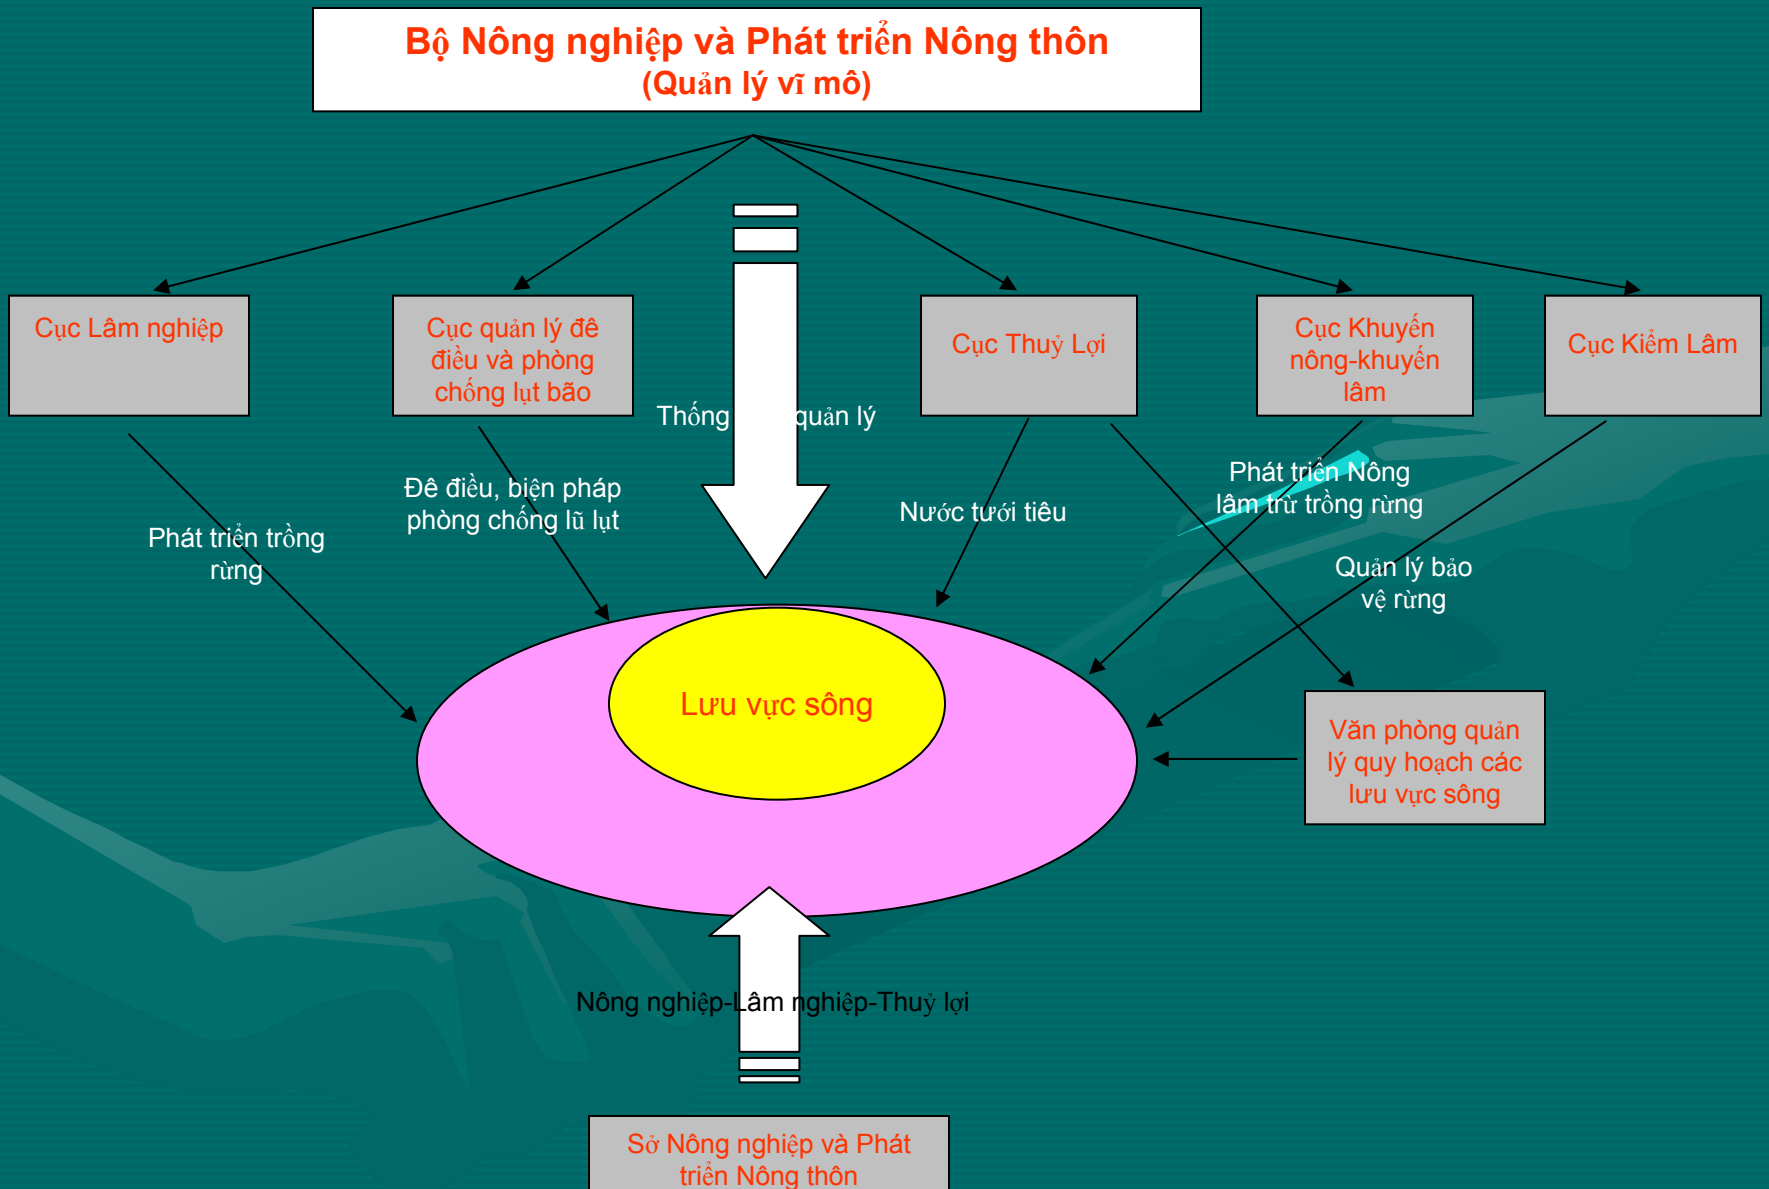 Bộ Nông nghiệp và Phát triển Nông thôn
(Quản lý vĩ mô)
Cục Lâm nghiệp
Cục quản lý đê
điều và phòng
chống lụt bão
Cục Thuỷ Lợi
Cục Khuyến
nông-khuyến
lâm
Cục Kiểm Lâm
Thống quản lý
Đê điều, biện pháp
phòng chống lũ lụt
Nước tưới tiêu
Phát triển Nông
lâm trừ trồng rừng
Phát triển trồng
rừng
Quản lý bảo
vệ rừng
Lưu vực sông
Văn phòng quản
lý quy hoạch các
lưu vực sông
Nông nghiệp-Lâm nghiệp-Thuỷ lợi
Sở Nông nghiệp và Phát
triển Nông thôn